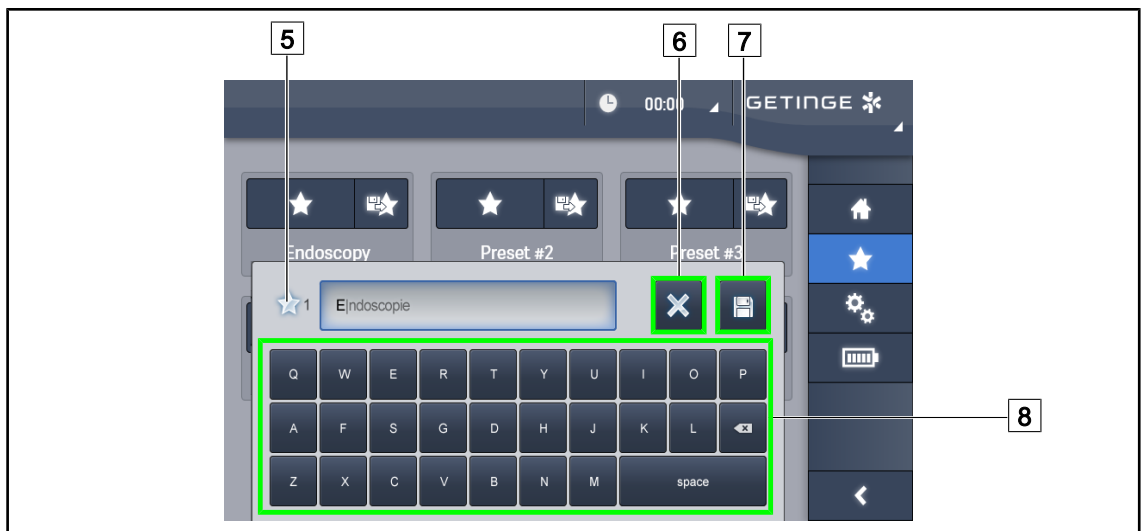 5 6 7
00:00 GETINGE
Endoscopy Preset #2 Preset #3
1 E|ndoscopie
Q W E R T Y U I O P
A F S G D H J K L
8
Z X C V B N M space